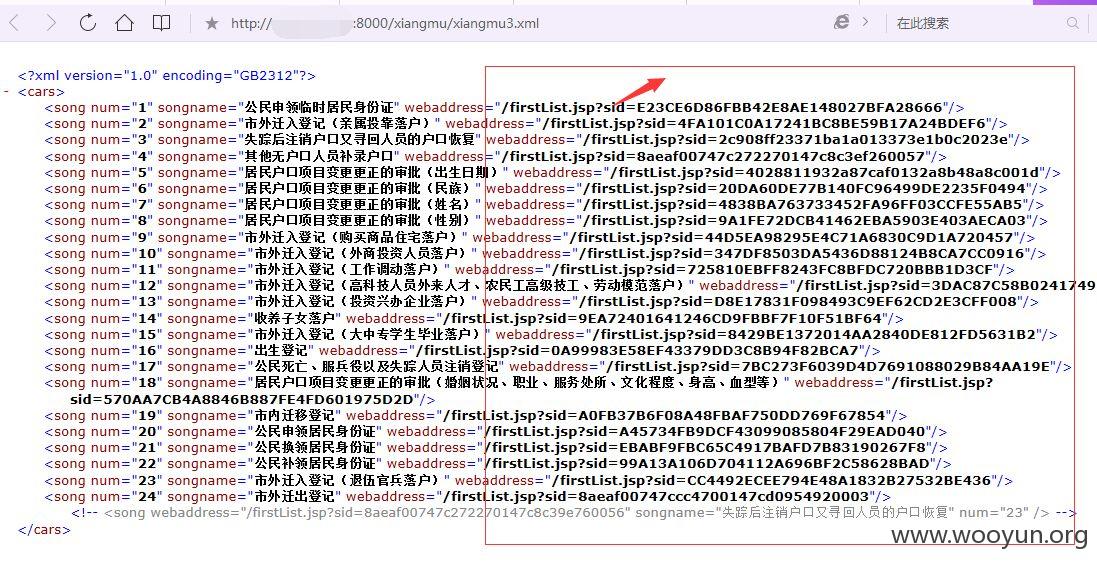 http:// :8000/xiangmu/xiangmu3.xml 在此搜索
<?xml version="1.0" encoding="GB2312"?>
- <cars>
<song num="1" songname="公民申领临时居民身份证" webaddress="/firstList.jsp?sid=E23CE6D86FBB42E8AE148027BFA28666"/>
<song num="2" songname="市外迁入登记（亲属投靠落户）" webaddress="/firstList.jsp?sid=4FA101C0A17241BC8BE59B17A24BDEF6"/>
<song num="3" songname="失踪后注销户口又寻回人员的户口恢复" webaddress="/firstList.jsp?sid=2c908ff23371ba1a013373e1b0c2023e"/>
<song num="4" songname="其他无户口人员补录户口" webaddress="/firstList.jsp?sid=8aeaf00747c272270147c8c3ef260057"/>
<song num="5" songname="居民户口项目变更更正的审批（出生日期）" webaddress="/firstList.jsp?sid=4028811932a87caf0132a8b48a8c001d"/>
<song num="6" songname="居民户口项目变更更正的审批（民族）" webaddress="/firstList.jsp?sid=20DA60DE77B140FC96499DE2235F0494"/>
<song num="7" songname="居民户口项目变更更正的审批（姓名）" webaddress="/firstList.jsp?sid=4838BA763733452FA96FF03CCFE55AB5"/>
<song num="8" songname="居民户口项目变更更正的审批（性别）" webaddress="/firstList.jsp?sid=9A1FE72DCB41462EBA5903E403AECA03"/>
<song num="9" songname="市外迁入登记（购买商品住宅落户）" webaddress="/firstList.jsp?sid=44D5EA98295E4C71A6830C9D1A720457"/>
<song num="10" songname="市外迁入登记（外商投资人员落户）" webaddress="/firstList.jsp?sid=347DF8503DA5436D88124B8CA7CC0916"/>
<song num="11" songname="市外迁入登记（工作调动落户）" webaddress="/firstList.jsp?sid=725810EBFF8243FC8BFDC720BBB1D3CF"/>
<song num="12" songname="市外迁入登记（高科技人员外来人才、农民工高级技工、劳动模范落户）" webaddress="/firstList.jsp?sid=3DAC87C58B0241749
<song num="13" songname="市外迁入登记（投资兴办企业落户）" webaddress="/firstList.jsp?sid=D8E17831F098493C9EF62CD2E3CFF008"/>
<song num="14" songname="收养子女落户" webaddress="/firstList.jsp?sid=9EA72401641246CD9FBBF7F10F51BF64"/>
<song num="15" songname="市外迁入登记（大中专学生毕业落户）" webaddress="/firstList.jsp?sid=8429BE1372014AA2840DE812FD5631B2"/>
<song num="16" songname="出生登记" webaddress="/firstList.jsp?sid=0A99983E58EF43379DD3C8B94F82BCA7"/>
<song num="17" songname="公民死亡、服兵役以及失踪人员注销登记" webaddress="/firstList.jsp?sid=7BC273F6039D4D7691088029B84AA19E"/>
<song num="18" songname="居民户口项目变更更正的审批（婚姻状况、职业、服务处所、文化程度、身高、血型等）" webaddress="/firstList.jsp?
sid=570AA7CB4A8846B887FE4FD601975D2D"/>
<song num="19" songname="市内迁移登记" webaddress="/firstList.jsp?sid=A0FB37B6F08A48FBAF750DD769F67854"/>
<song num="20" songname="公民申领居民身份证" webaddress="/firstList.jsp?sid=A45734FB9DCF43099085804F29EAD040"/>
<song num="21" songname="公民换领居民身份证" webaddress="/firstList.jsp?sid=EBABF9FBC65C4917BAFD7B83190267F8"/>
<song num="22" songname="公民补领居民身份证" webaddress="/firstList.jsp?sid=99A13A106D704112A696BF2C58628BAD"/>
<song num="23" songname="市外迁入登记（退伍官兵落户）" webaddress="/firstList.jsp?sid=CC4492ECEE794E48A1832B27532BE436"/>
<song num="24" songname="市外迁出登记" webaddress="/firstList.jsp?sid=8aeaf00747ccc4700147cd0954920003"/>
<!-- <song webaddress="/firstList.jsp?sid=8aeaf00747c272270147c8c39e760056" songname="失踪后注销户口又寻回人员的户口恢复" num="23" /> -->
</cars>
www.wooyun.org